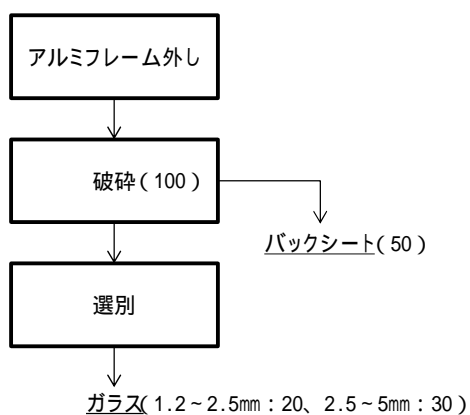 アルミフレーム外し
破砕(100)
バックシート(50)
選別
ガラス(1.2~2.5mm:20、2.5~5mm:30)